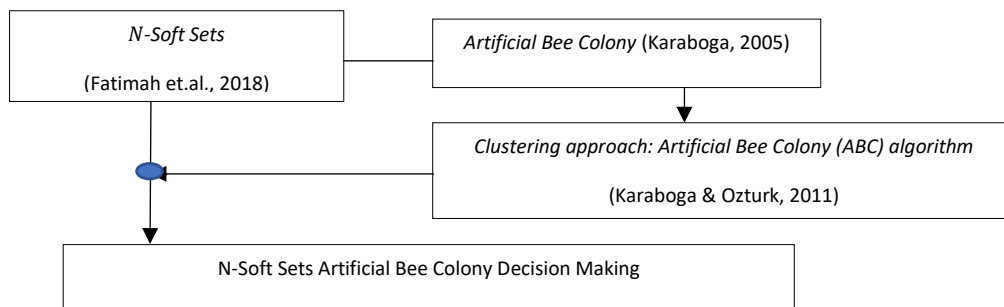 N-Soft Sets
(Fatimah et.al., 2018)
Artificial Bee Colony (Karaboga, 2005)
Clustering approach: Artificial Bee Colony (ABC) algorithm
(Karaboga & Ozturk, 2011)
N-Soft Sets Artificial Bee Colony Decision Making